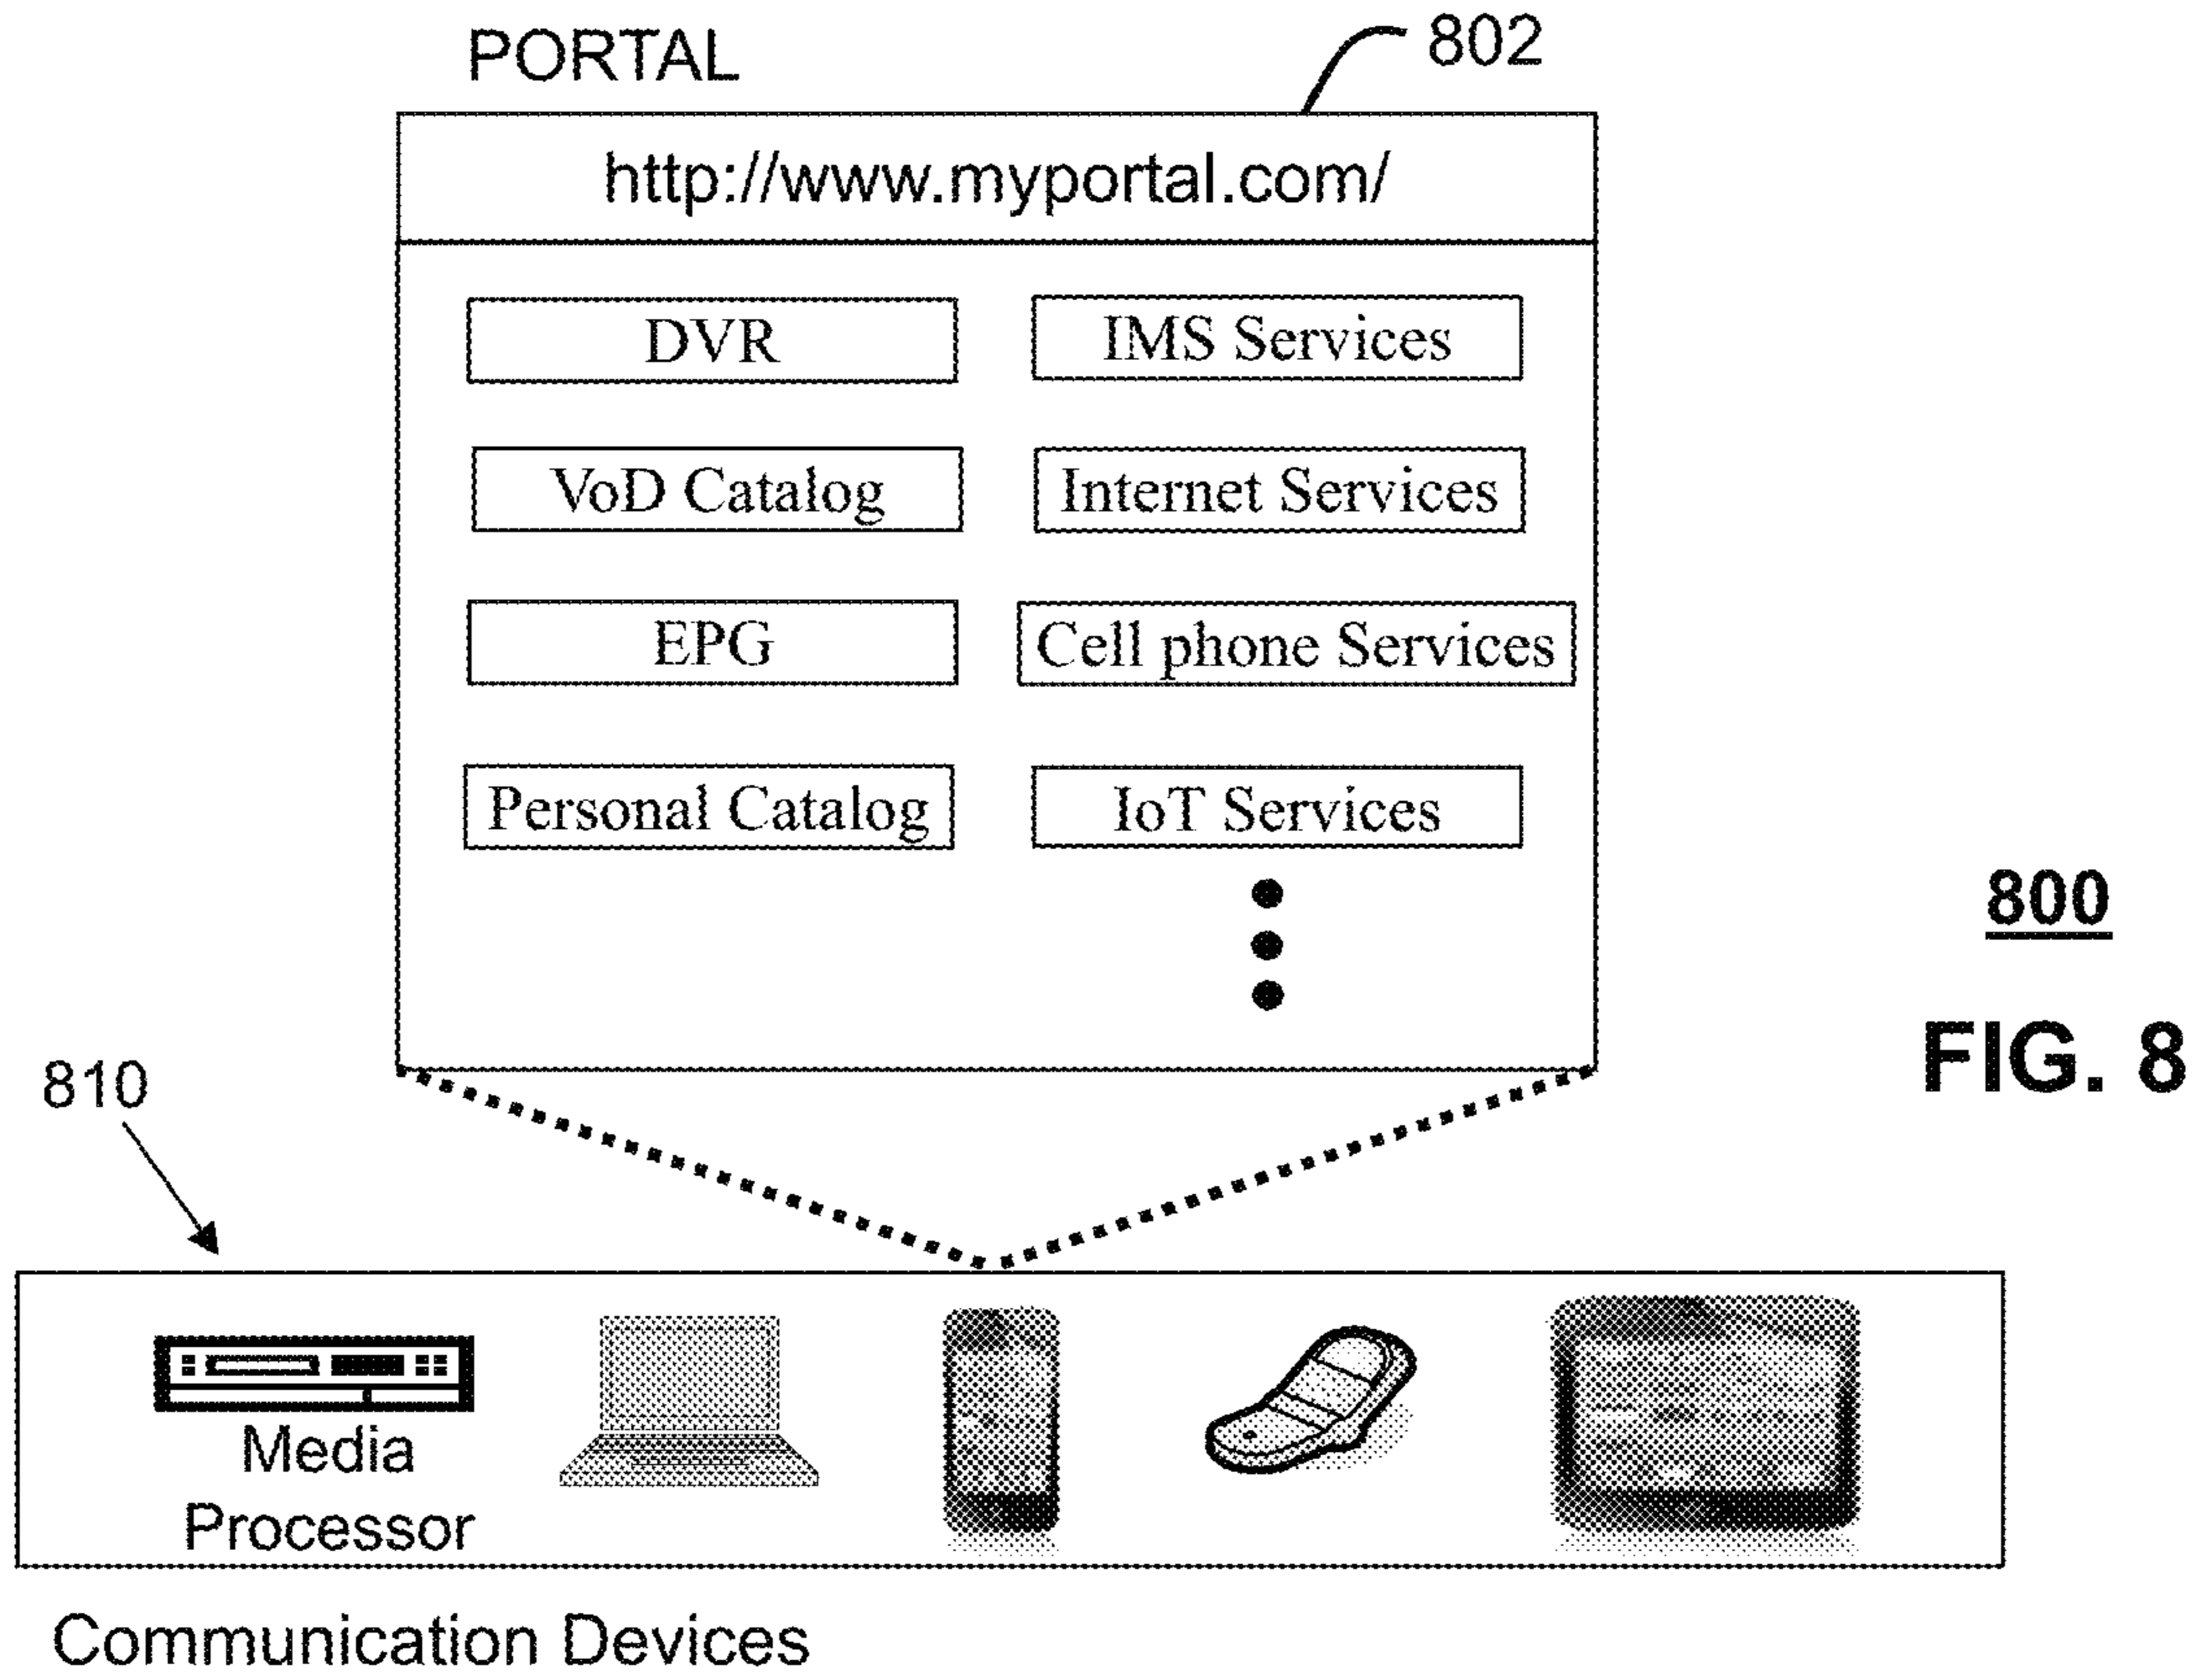 PORTAL
802
http://www.myportal.com/
DVR
IMS Services
VoD Catalog
Internet Services
EPG
Cell phone Services
Personal Catalog
IoT Services
800
FIG. 8
810
Media
Processor
Communication Devices